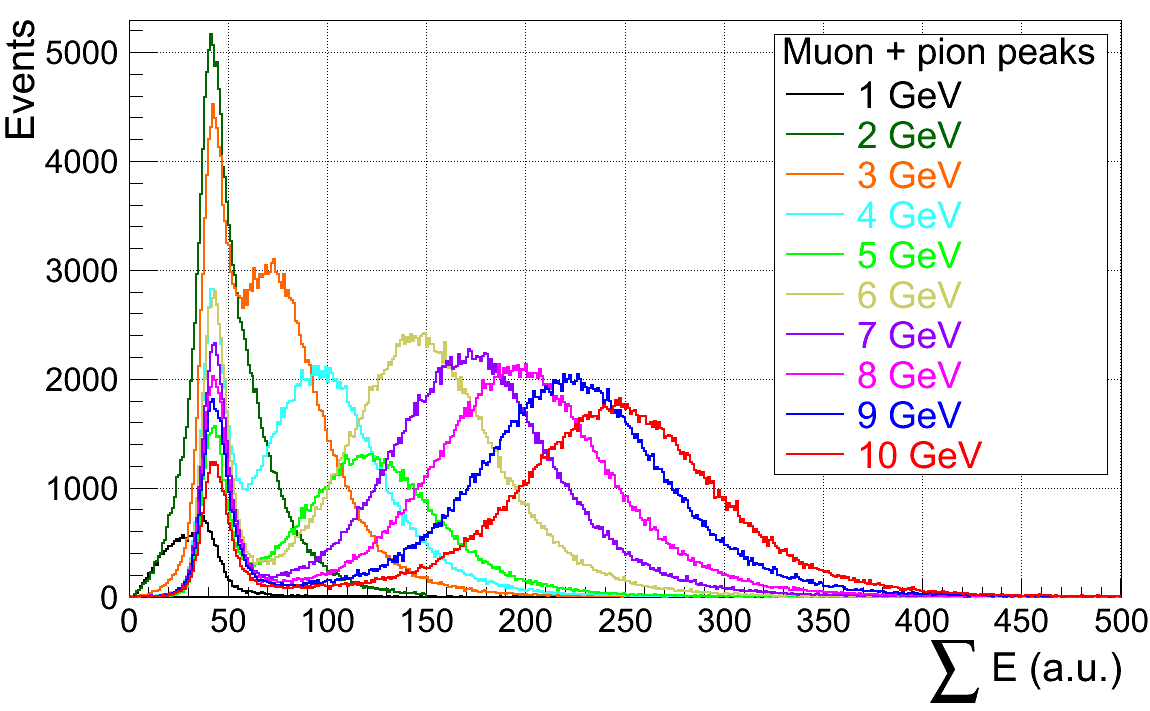 Events
5000
4000
3000
2000
1000
0
0 50 100 150 200 250 300 350 400 450 500
∑ E (a.u.)
Muon + pion peaks
1 GeV
2 GeV
3 GeV
4 GeV
5 GeV
6 GeV
7 GeV
8 GeV
9 GeV
10 GeV